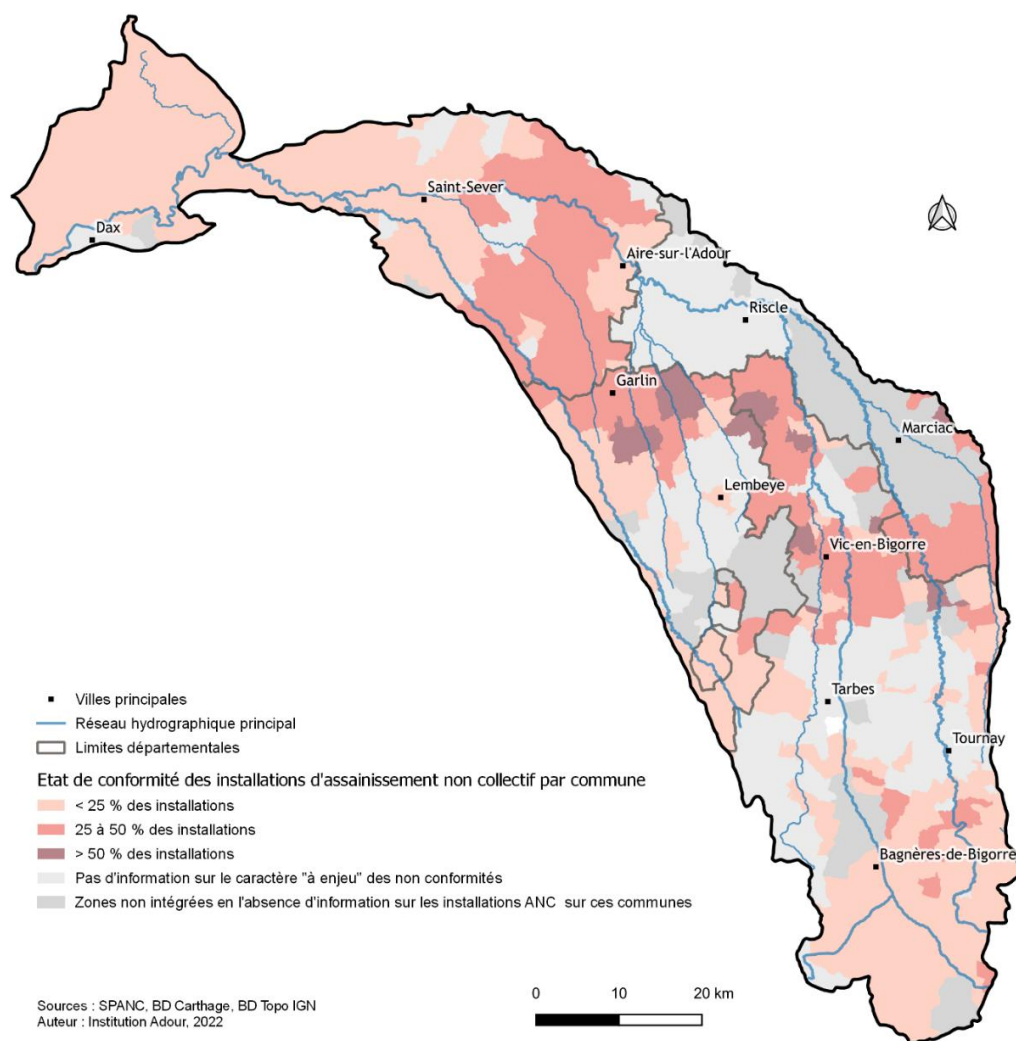 Saint-Sever
Dax
Aire-sur-l'Adour
Riscle
Garlin
Marciac
Lembeye
Vic-en-Bigorre
Tarbes
Tournay
Bagnères-de-Bigorre
Villes principales
Réseau hydrographique principal
Limites départementales
Etat de conformité des installations d'assainissement non collectif par commune
< 25 % des installations
25 à 50 % des installations
> 50 % des installations
Pas d'information sur le caractère "à enjeu" des non conformités
Zones non intégrées en l'absence d'information sur les installations ANC sur ces communes
Sources : SPANC, BD Carthage, BD Topo IGN
Auteur : Institution Adour, 2022
0 10 20 km